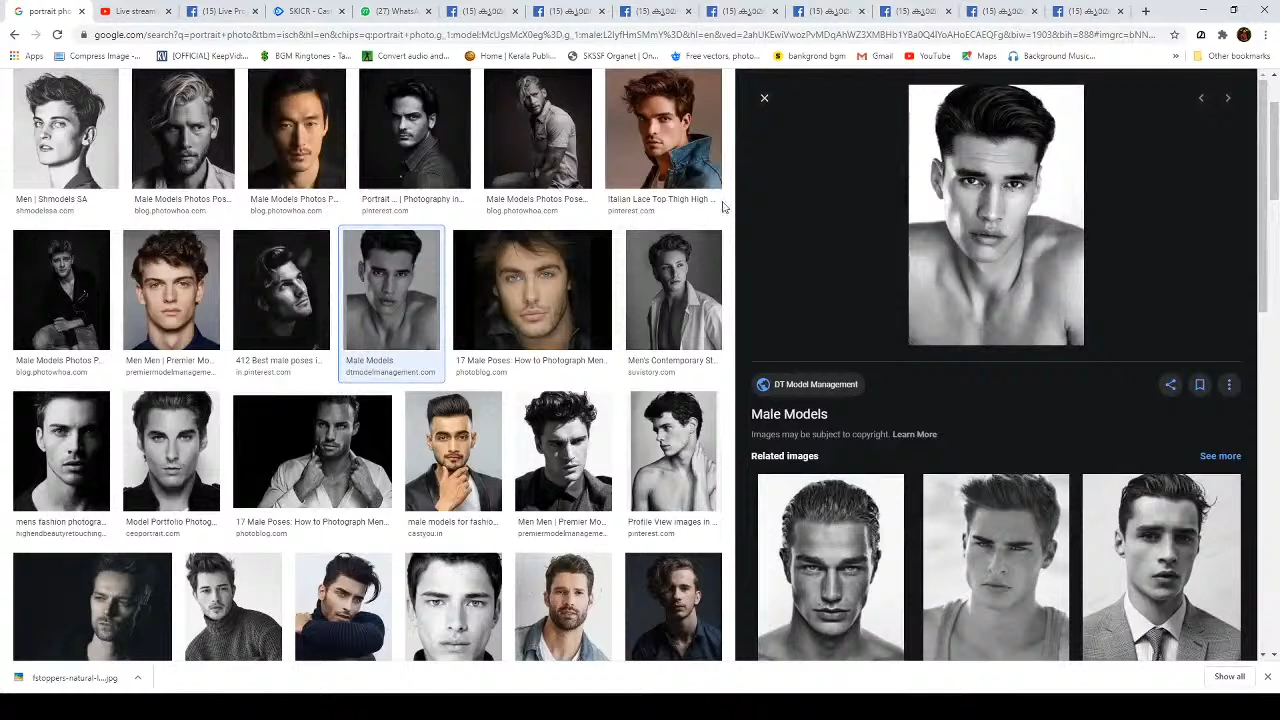 portrait pho
Live stream
(15) Live Pro
SKICR - Cas
(27) WhatsA
google.com/search?q=portrait+photo&tbm=isch&hl=en&chips=q:portrait+photo,g_1:model:
Apps
Compress Image -...
[OFFICIAL] KeepVid...
BGM Ringtones - Ta...
Convert audio and...
Home | Kerala Publi...
SKSSF Organet | On...
Free vectors, photo...
bankgrond bgm
Gmail
YouTube
Maps
Background Music...
»
Other bookmarks
Men | Shmodels SA
shmodelssa.com
Male Models Photos Pos...
blog.photowhoa.com
Male Models Photos Pos...
blog.photowhoa.com
Portrait ... | Photography in...
pinterest.com
Male Models Photos Pose...
blog.photowhoa.com
Italian Lace Top Thigh High ...
pinterest.com
Male Models Photos P...
blog.photowhoa.com
Men Men | Premier Mo...
premiermodelmanageme...
412 Best male poses i...
in.pinterest.com
Male Models
dtmodelmanagement.com
17 Male Poses: How to Photograph Men...
photoblog.com
Men's Contemporary St...
suvistory.com
mens fashion photogra...
highendbeautyretouching...
Model Portfolio Photog...
ceoportrait.com
17 Male Poses: How to Photograph Men...
photoblog.com
male models for fashio...
castyou.in
Men Men | Premier Mo...
premiermodelmanageme...
Profile View images in ...
pinterest.com
DT Model Management
Male Models
Images may be subject to copyright. Learn More
Related images
See more
fstoppers-natural-l....jpg
Show all